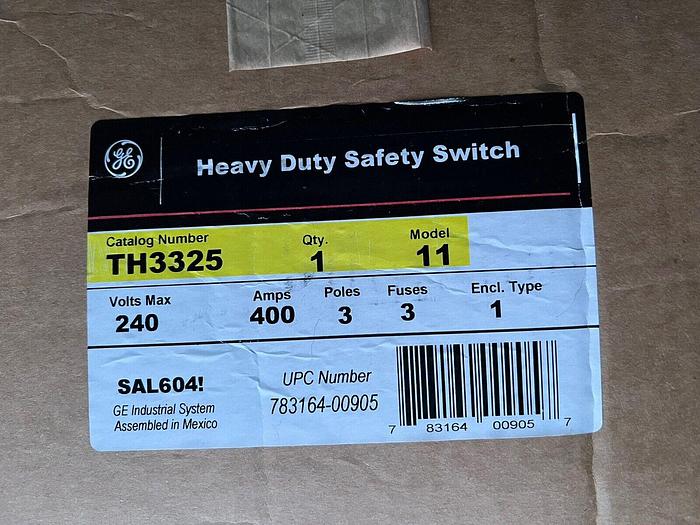 GE
Heavy Duty Safety Switch
Catalog Number Qty. Model
TH3325 1 11
Volts Max Amps Poles Fuses Encl. Type
240 400 3 3 1
SAL604!
GE Industrial System
Assembled in Mexico
UPC Number
783164-00905
7 83164 00905 7